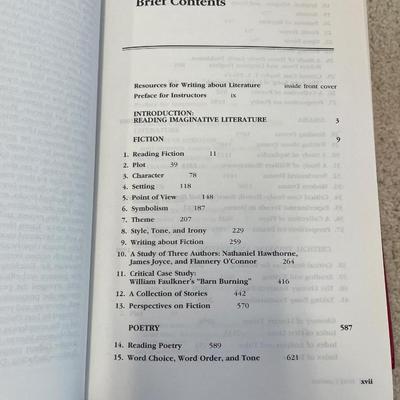 Brief Contents
Resources for Writing about Literature inside front cover
Preface for Instructors ix
INTRODUCTION:
READING IMAGINATIVE LITERATURE 3
FICTION 9
1. Reading Fiction 11
2. Plot 39
3. Character 78
4. Setting 118
5. Point of View 148
6. Symbolism 187
7. Theme 207
8. Style, Tone, and Irony 229
9. Writing about Fiction 259
10. A Study of Three Authors: Nathaniel Hawthorne,
James Joyce, and Flannery O'Connor 264
11. Critical Case Study:
William Faulkner's "Barn Burning" 416
12. A Collection of Stories 442
13. Perspectives on Fiction 570
POETRY 587
14. Reading Poetry 589
15. Word Choice, Word Order, and Tone 621
xvii